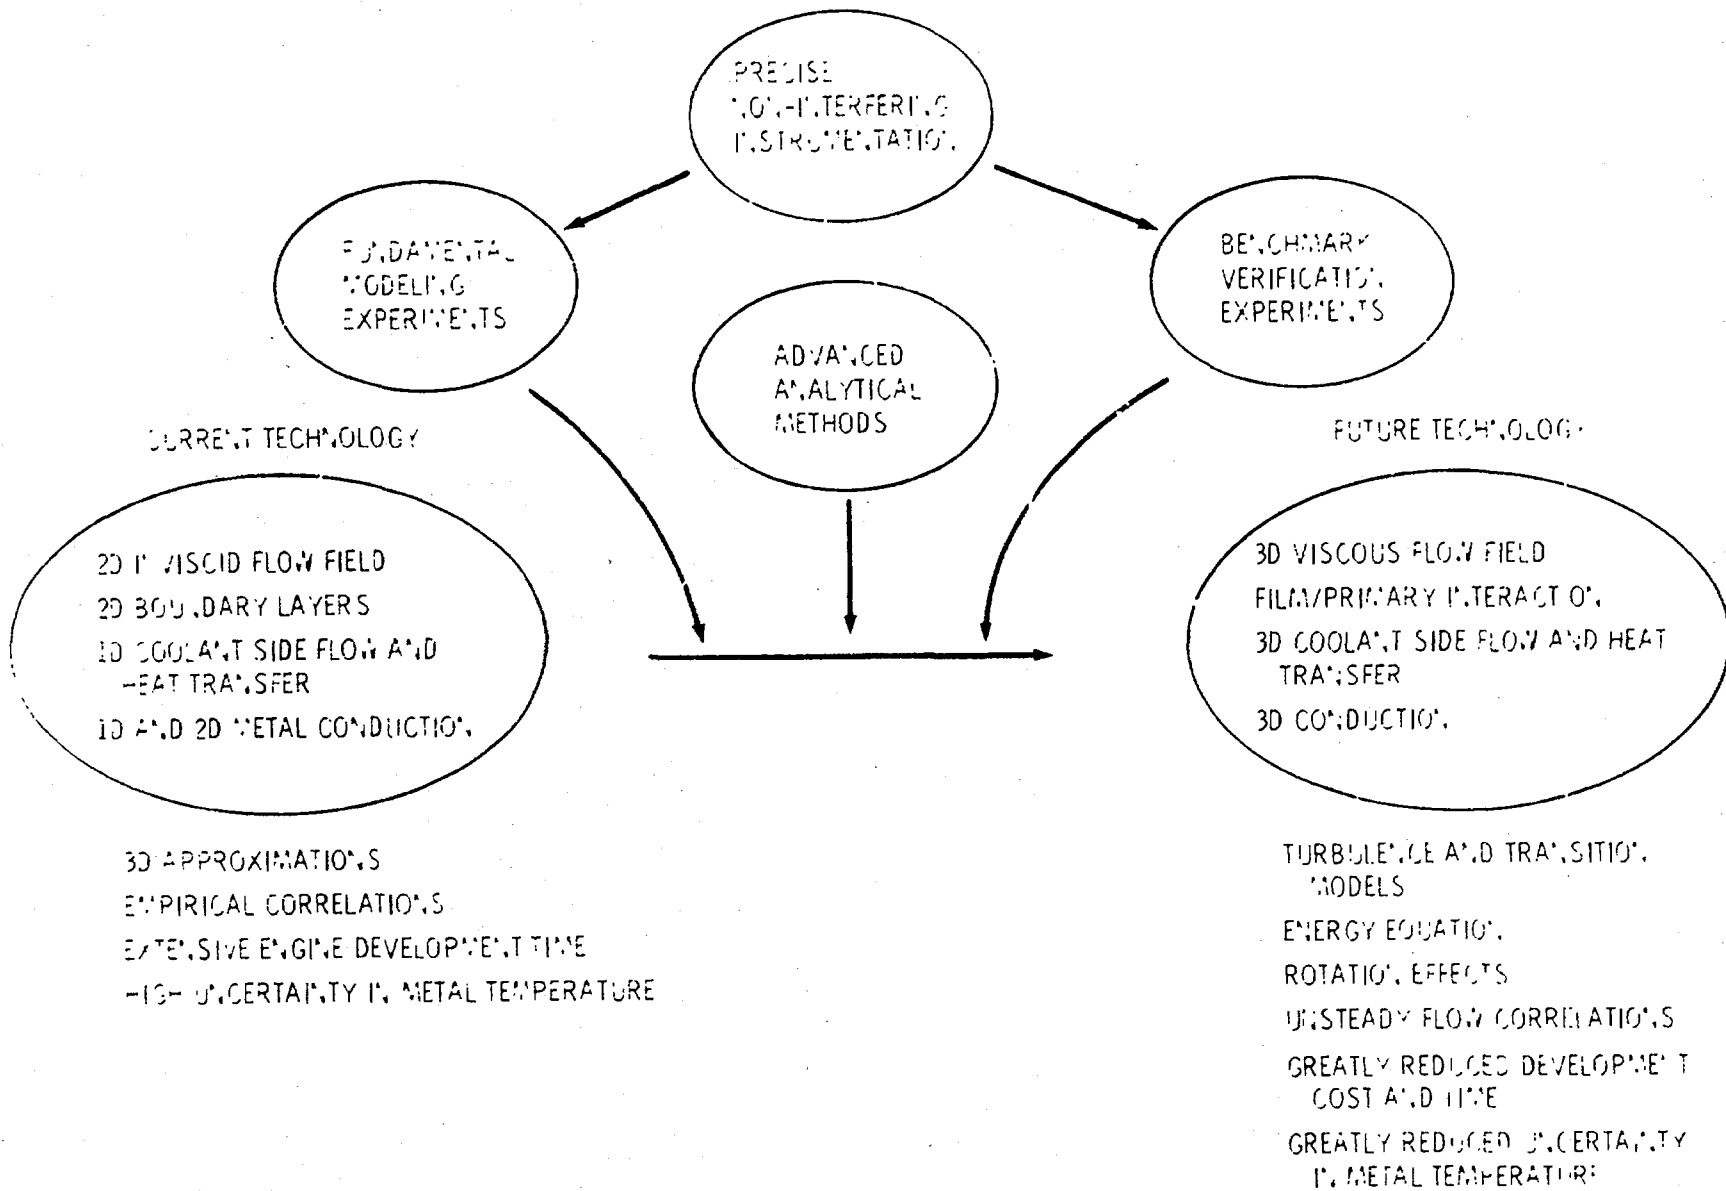 PRECISE
NON-INTERFERING
INSTRUMENTATION
FUNDAMENTAL
MODELING
EXPERIMENTS
BENCHMARK
VERIFICATION
EXPERIMENTS
ADVANCED
ANALYTICAL
METHODS
CURRENT TECHNOLOGY
FUTURE TECHNOLOGY
2D INVISCID FLOW FIELD
2D BOUNDARY LAYERS
1D COOLANT SIDE FLOW AND
HEAT TRANSFER
1D AND 2D METAL CONDUCTION
3D VISCOUS FLOW FIELD
FILM/PRIMARY INTERACTION
3D COOLANT SIDE FLOW AND HEAT
TRANSFER
3D CONDUCTION
3D APPROXIMATIONS
EMPIRICAL CORRELATIONS
EXTENSIVE ENGINE DEVELOPMENT TIME
HIGH UNCERTAINTY IN METAL TEMPERATURE
TURBULENCE AND TRANSITION
MODELS
ENERGY EQUATION
ROTATION EFFECTS
UNSTEADY FLOW CORRELATIONS
GREATLY REDUCED DEVELOPMENT
COST AND TIME
GREATLY REDUCED UNCERTAINTY
IN METAL TEMPERATURE